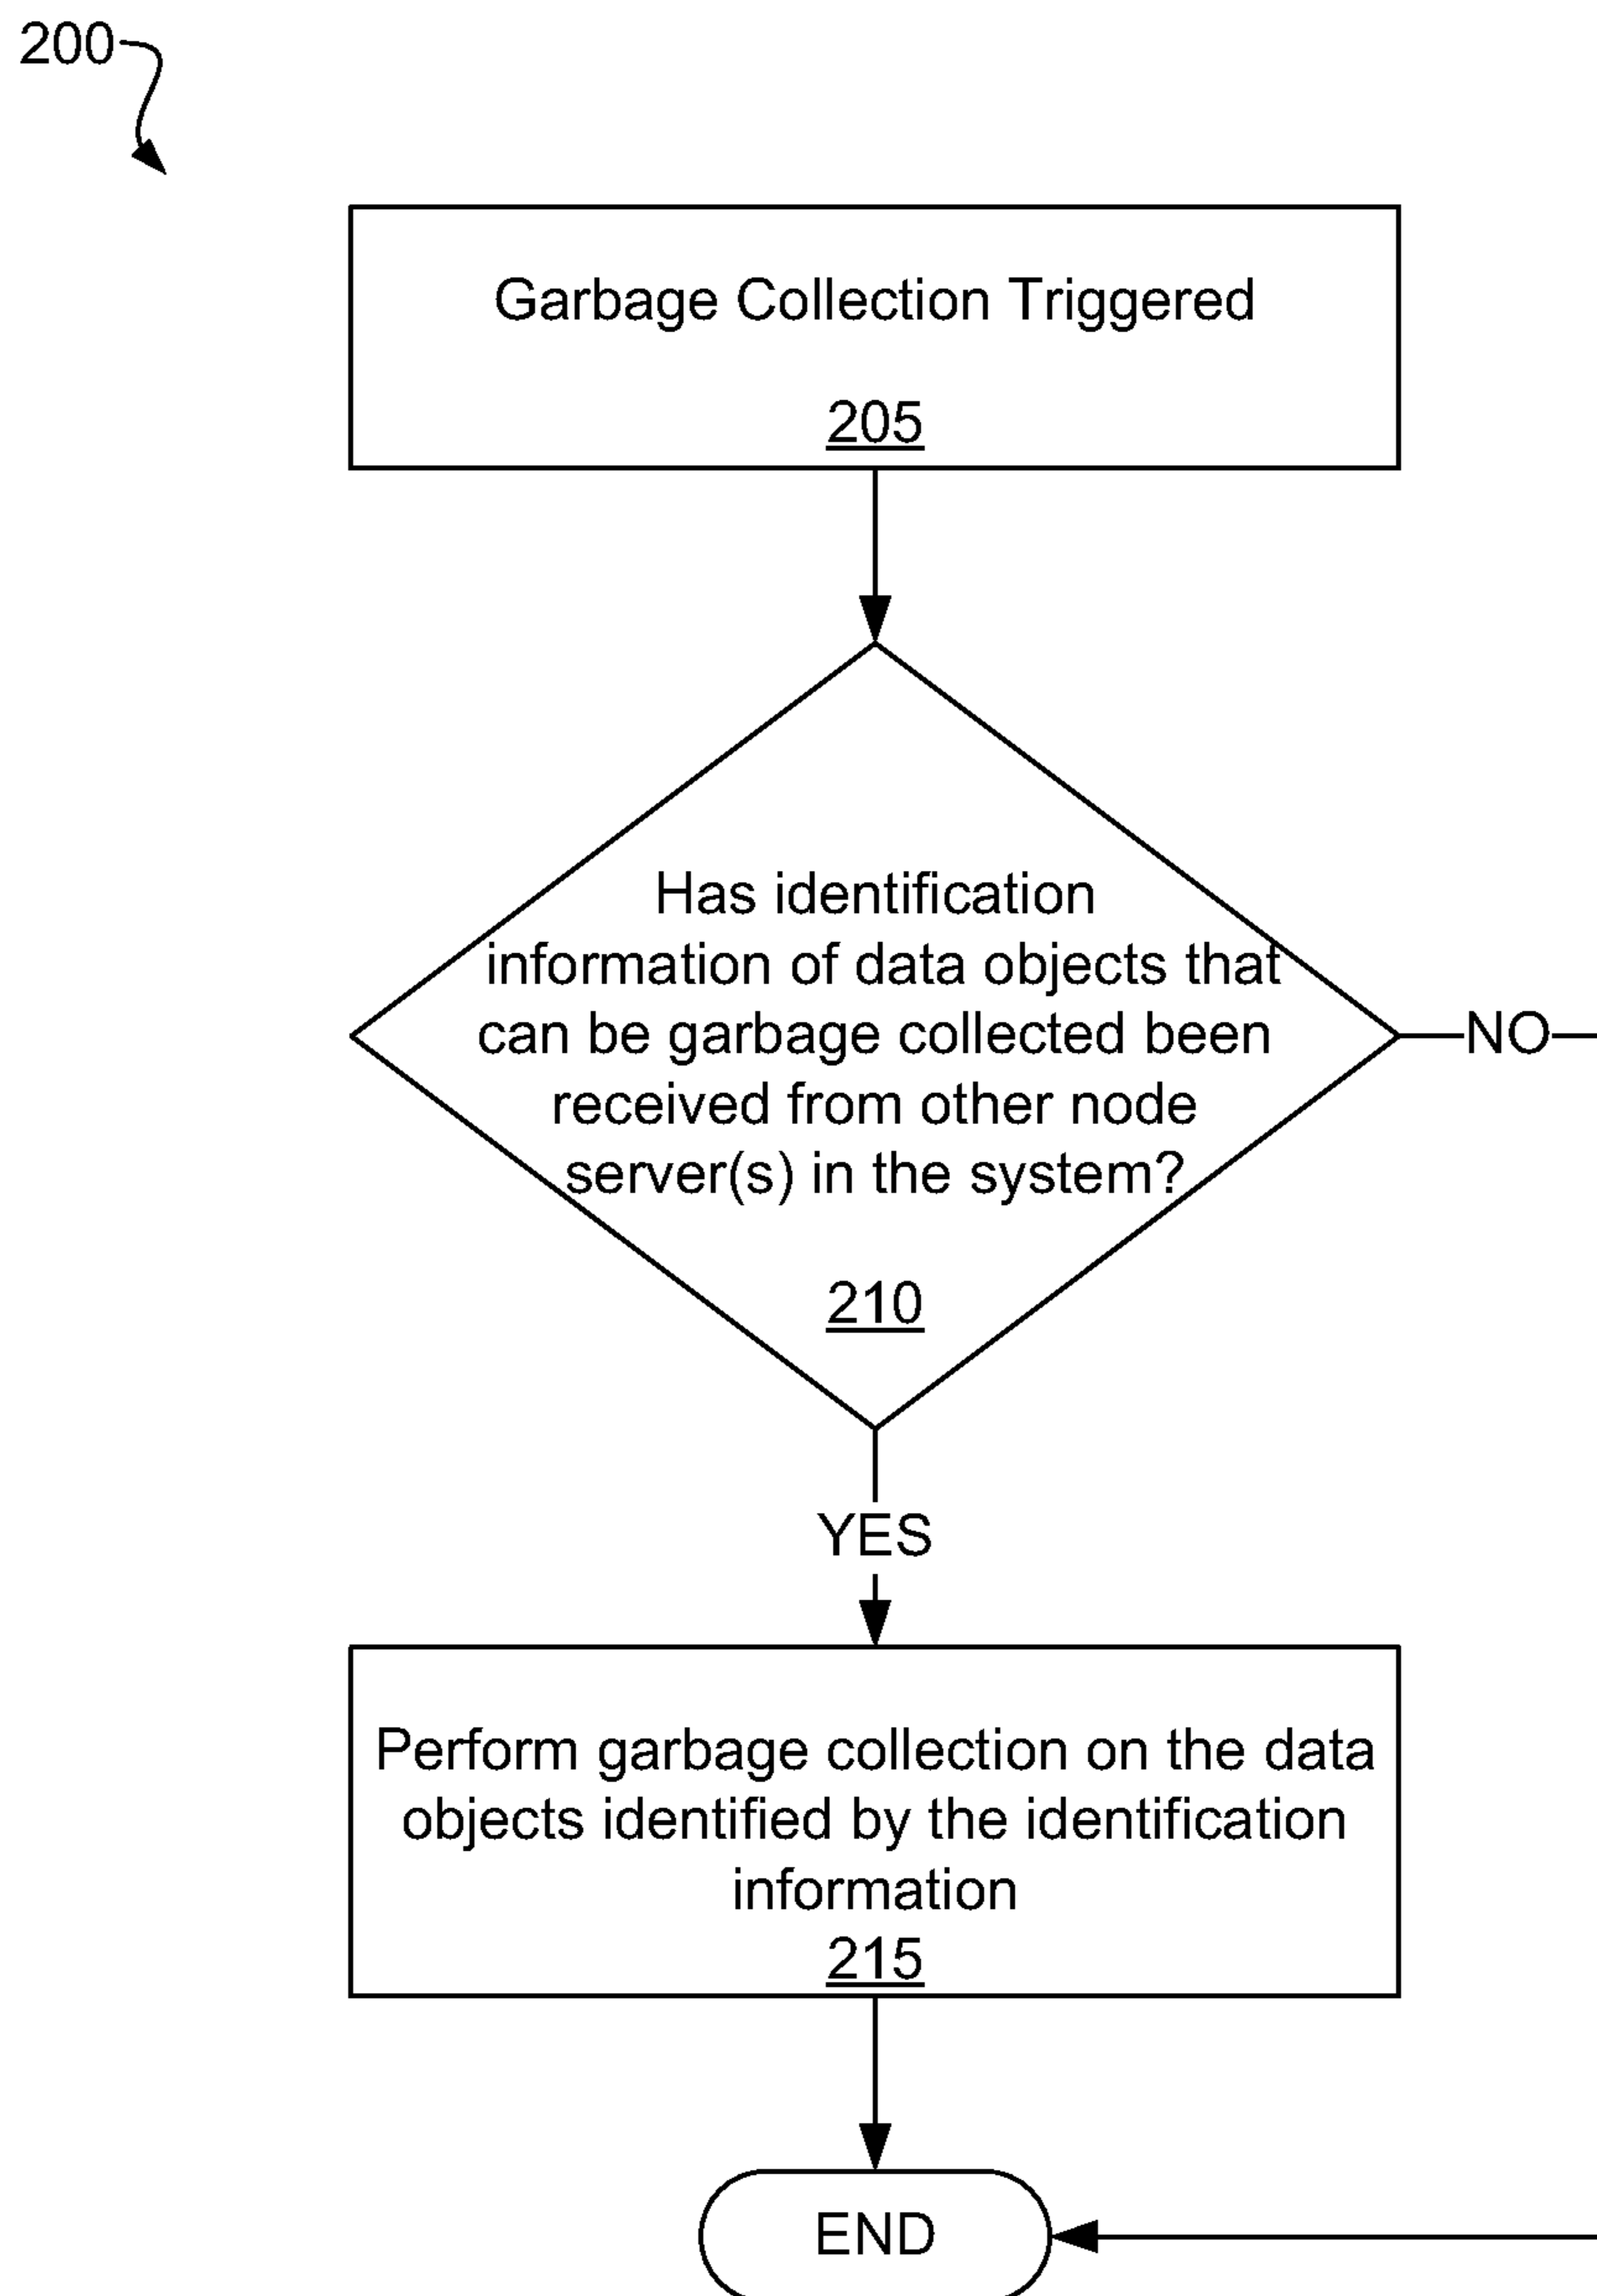 200
Garbage Collection Triggered
205
Has identification
information of data objects that
can be garbage collected been
received from other node
server(s) in the system?
210
NO
YES
Perform garbage collection on the data
objects identified by the identification
information
215
END